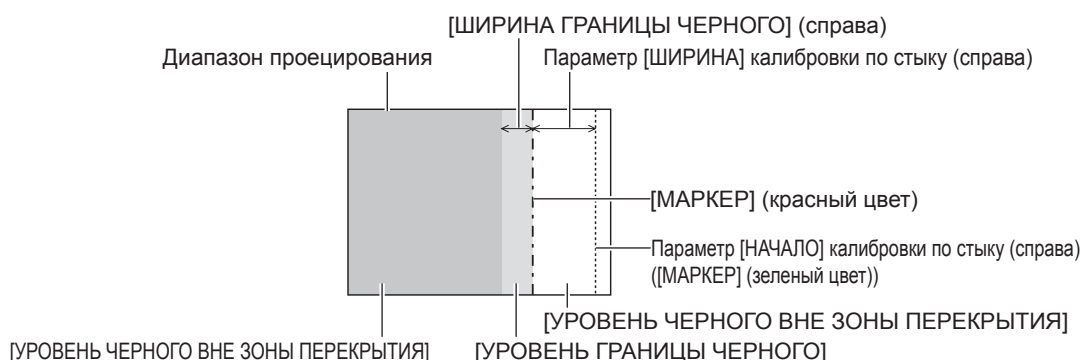 [ШИРИНА ГРАНИЦЫ ЧЕРНОГО] (справа)
Диапазон проецирования
Параметр [ШИРИНА] калибровки по стыку (справа)
[МАРКЕР] (красный цвет)
Параметр [НАЧАЛО] калибровки по стыку (справа)
([МАРКЕР] (зеленый цвет))
[УРОВЕНЬ ЧЕРНОГО ВНЕ ЗОНЫ ПЕРЕКРЫТИЯ]
[УРОВЕНЬ ЧЕРНОГО ВНЕ ЗОНЫ ПЕРЕКРЫТИЯ]
[УРОВЕНЬ ГРАНИЦЫ ЧЕРНОГО]